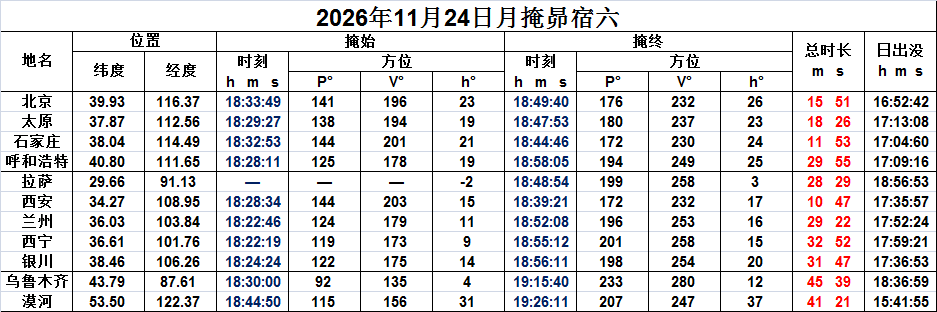 2026年11月24日月掩昴宿六
地名 位置 掩始 掩终 总时长 日出没
纬度 经度 时刻 方位 时刻 方位 m s h m s
h m s P° V° h° h m s P° V° h°
北京 39.93 116.37 18:33:49 141 196 23 18:49:40 176 232 26 15 51 16:52:42
太原 37.87 112.56 18:29:27 138 194 19 18:47:53 180 237 23 18 26 17:13:08
石家庄 38.04 114.49 18:32:53 144 201 21 18:44:46 172 230 24 11 53 17:04:60
呼和浩特 40.80 111.65 18:28:11 125 178 19 18:58:05 194 249 25 29 55 17:09:16
拉萨 29.66 91.13 — — — -2 18:48:54 199 258 3 28 29 18:56:53
西安 34.27 108.95 18:28:34 144 203 15 18:39:21 172 232 17 10 47 17:35:57
兰州 36.03 103.84 18:22:46 124 179 11 18:52:08 196 253 16 29 22 17:52:24
西宁 36.61 101.76 18:22:19 119 173 9 18:55:12 201 258 15 32 52 17:59:21
银川 38.46 106.26 18:24:24 122 175 14 18:56:11 198 254 20 31 47 17:36:53
乌鲁木齐 43.79 87.61 18:30:00 92 135 4 19:15:40 233 280 12 45 39 18:36:59
漠河 53.50 122.37 18:44:50 115 156 31 19:26:11 207 247 37 41 21 15:41:55